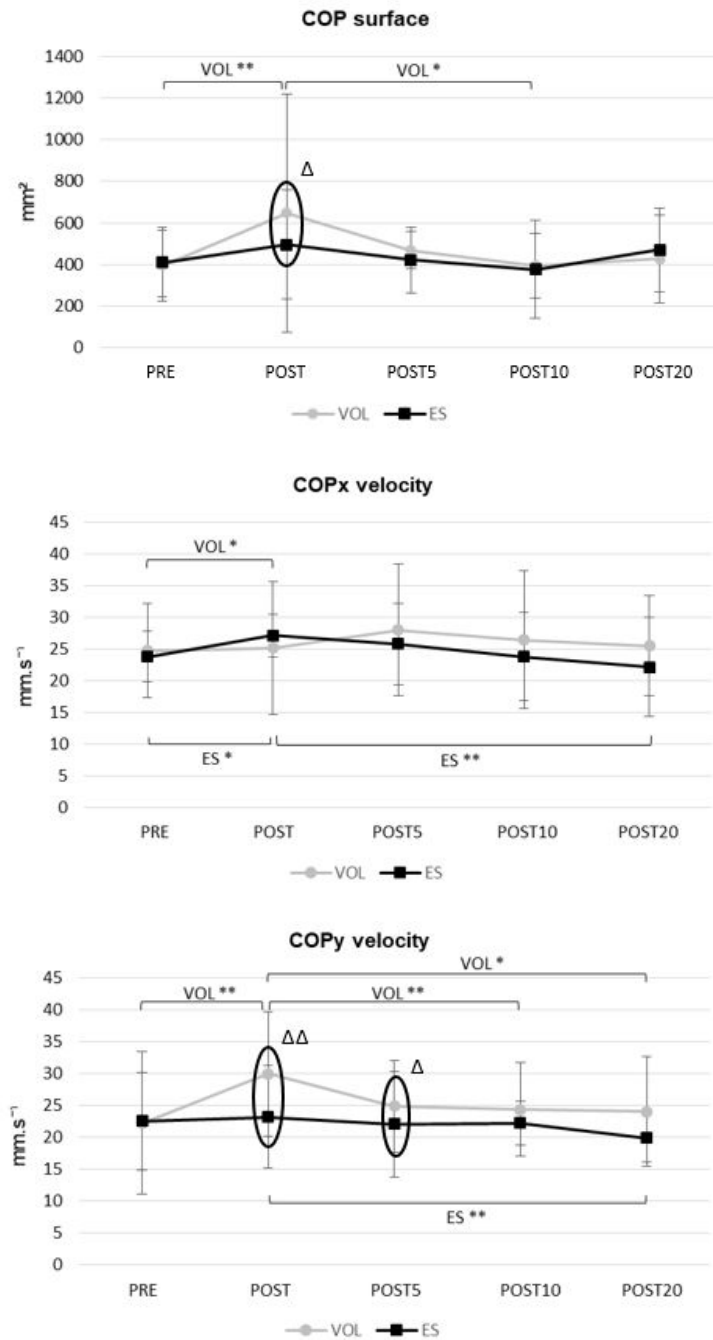 COP surface
1400
1200
1000
800
600
400
200
0
mm²
VOL ** VOL *
Δ
PRE POST POST5 POST10 POST20
VOL ES
COPx velocity
45
40
35
30
25
20
15
10
5
0
mm.s⁻¹
VOL *
ES * ES **
PRE POST POST5 POST10 POST20
VOL ES
COPy velocity
45
40
35
30
25
20
15
10
5
0
mm.s⁻¹
VOL *
VOL ** VOL **
ΔΔ Δ
ES **
PRE POST POST5 POST10 POST20
VOL ES